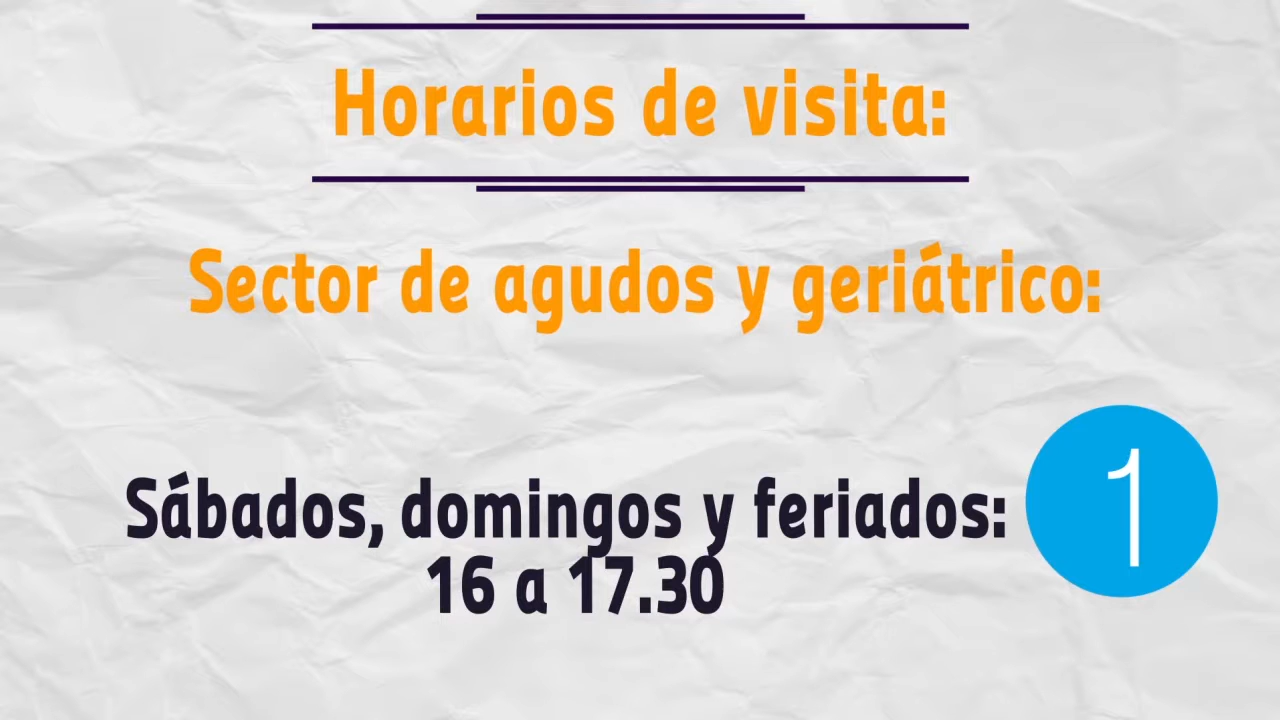 Horarios de visita:
Sector de agudos y geriátrico:
Sábados, domingos y feriados:
16 a 17.30
1